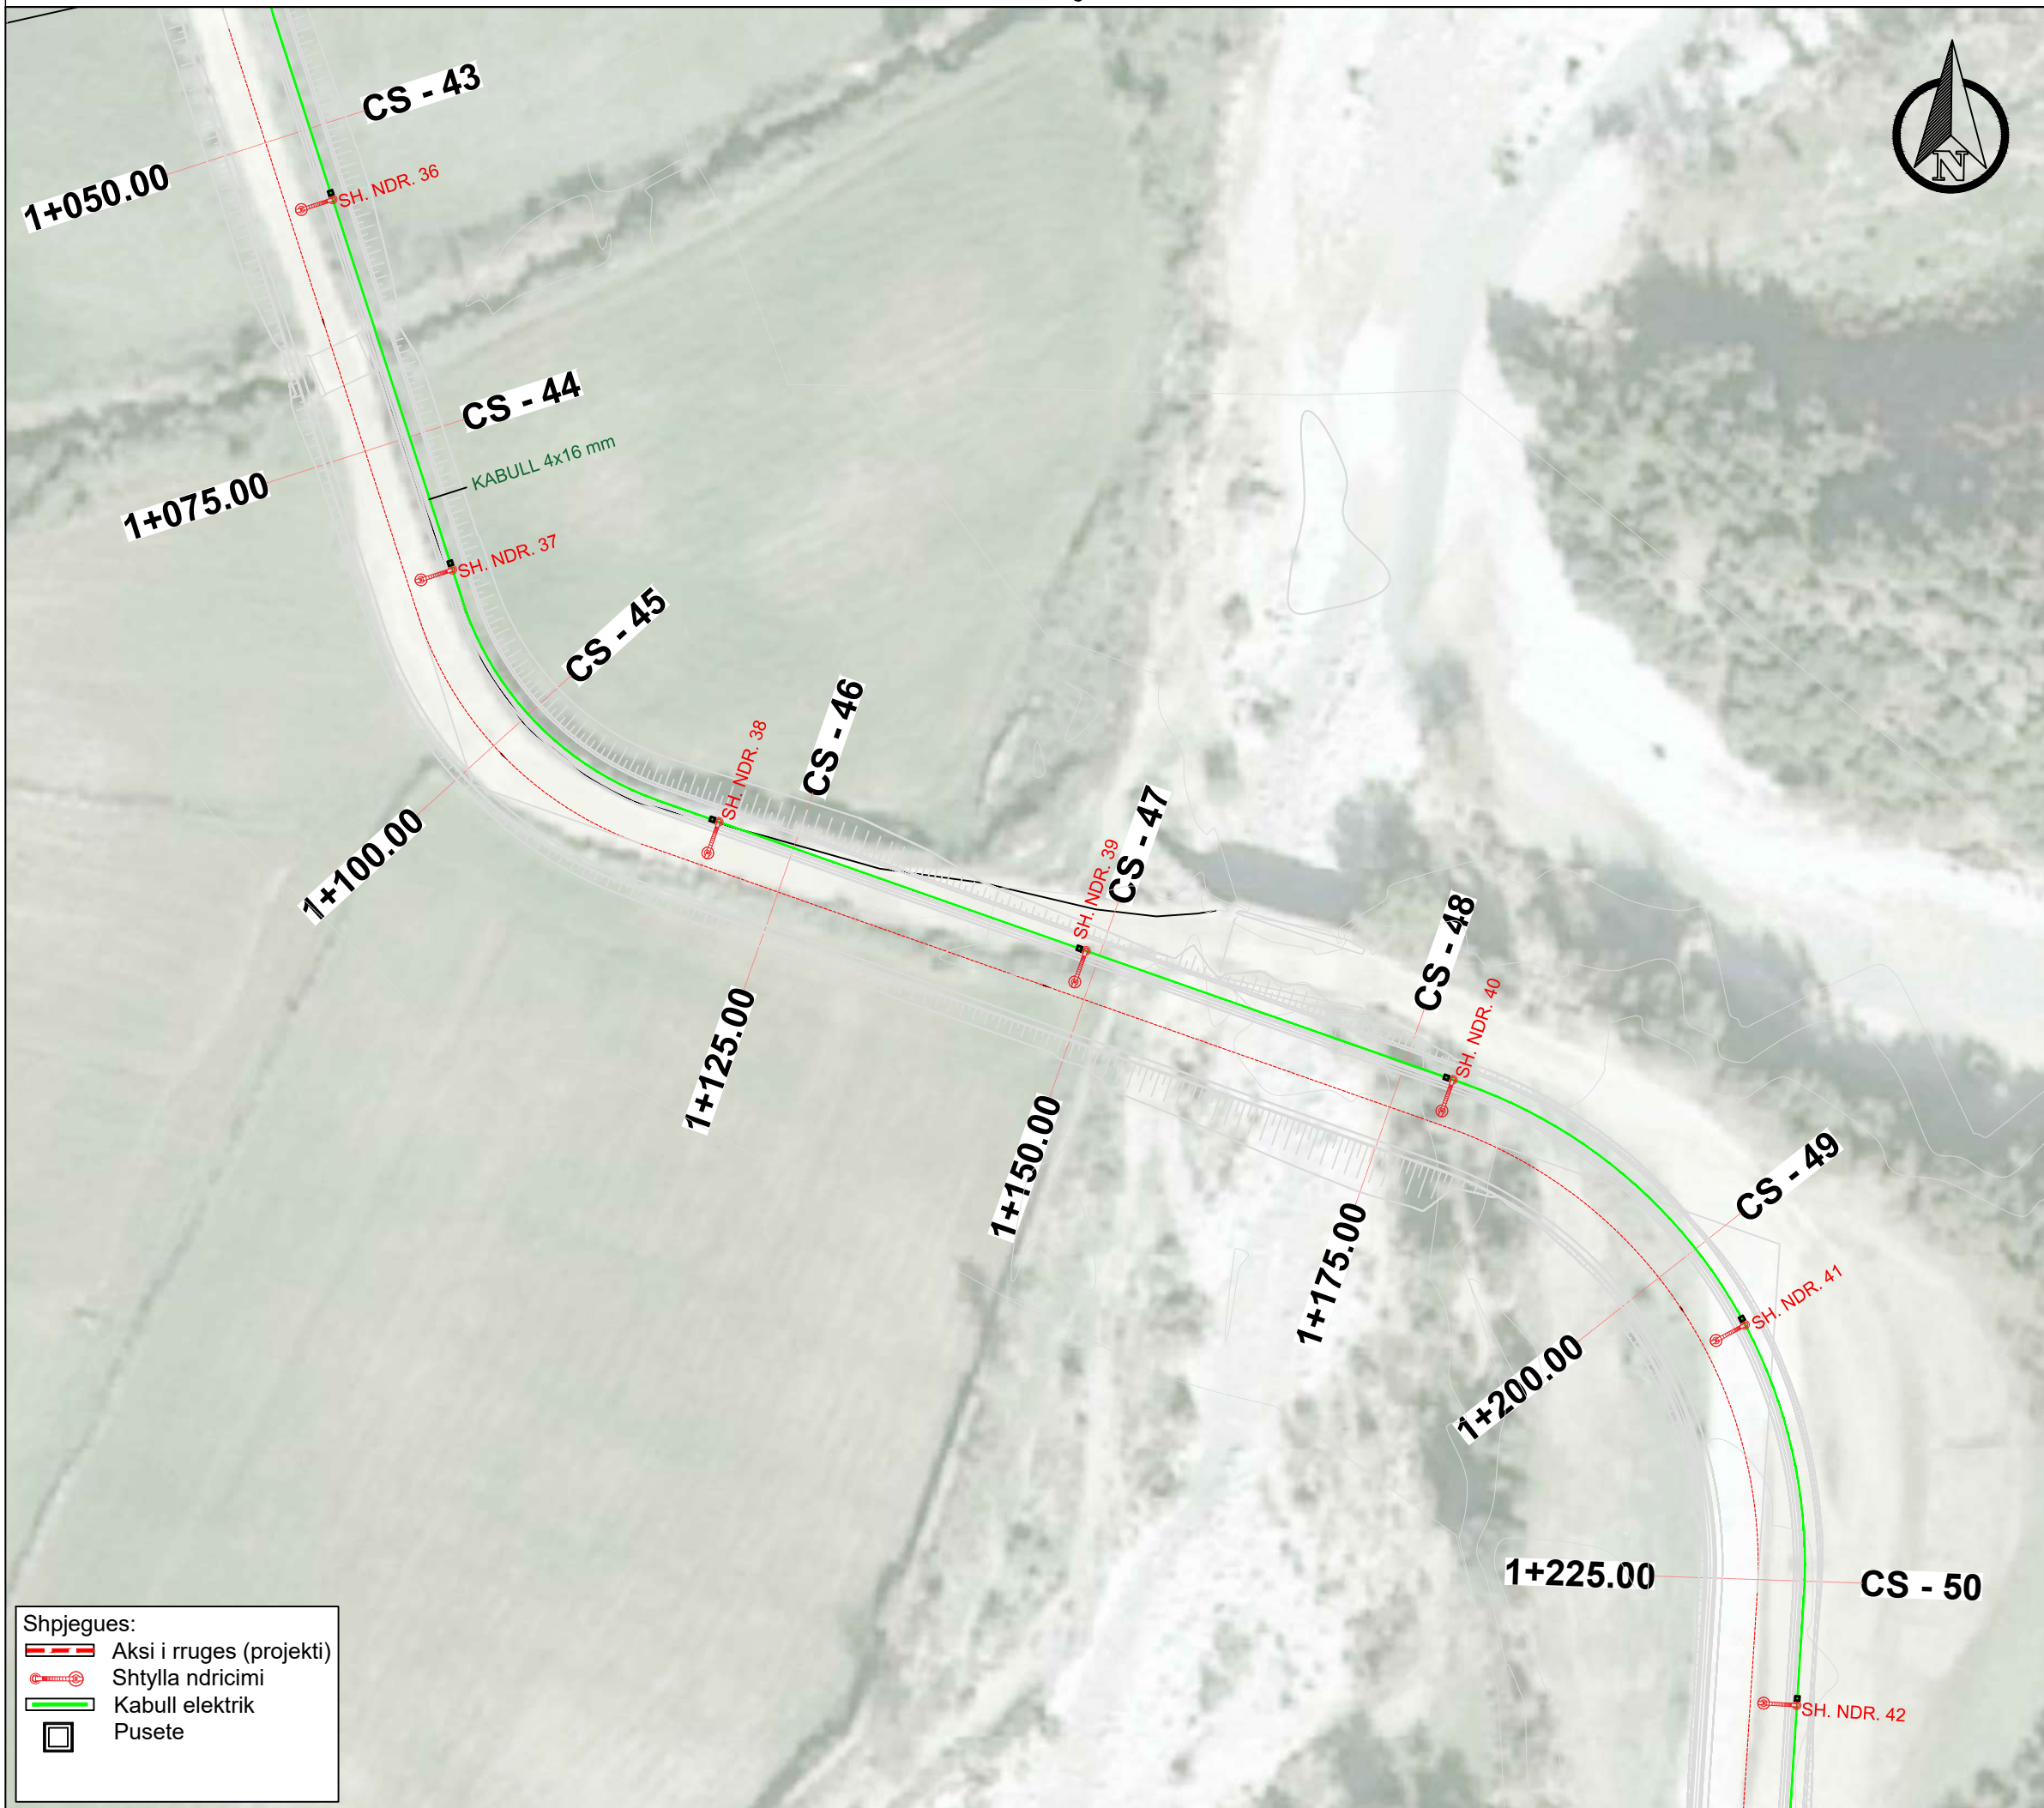 CS - 43
1+050.00
SH. NDR. 36
CS - 44
KABULL 4x16 mm
1+075.00
SH. NDR. 37
CS - 45
CS - 46
SH. NDR. 38
1+100.00
CS - 47
SH. NDR. 39
CS - 48
SH. NDR. 40
1+125.00
1+150.00
CS - 49
1+175.00
SH. NDR. 41
1+200.00
1+225.00
CS - 50
SH. NDR. 42
N
Shpjegues:
Aksi i rruges (projekti)
Shtylla ndricimi
Kabull elektrik
Pusete